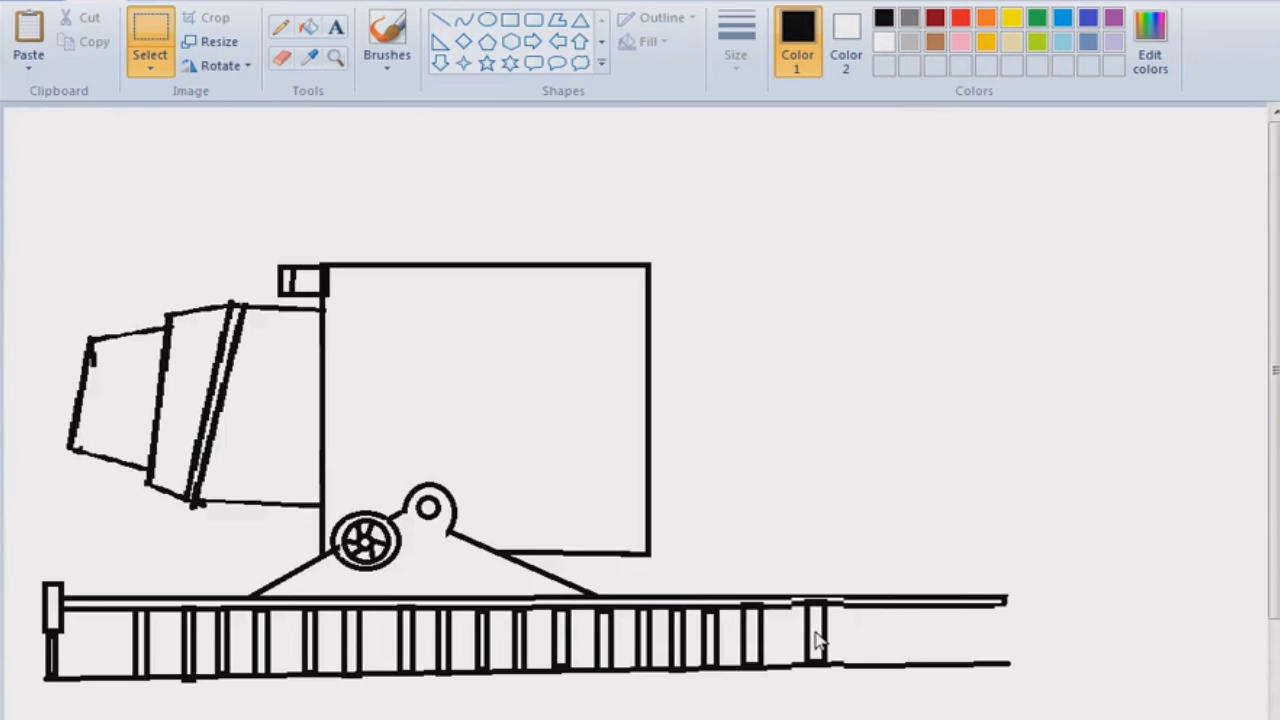 Paste
Cut
Copy
Clipboard
Select
Crop
Resize
Rotate
Image
A
Tools
Brushes
Shapes
Outline
Fill
Size
Color
1
Color
2
Edit
colors
Colors